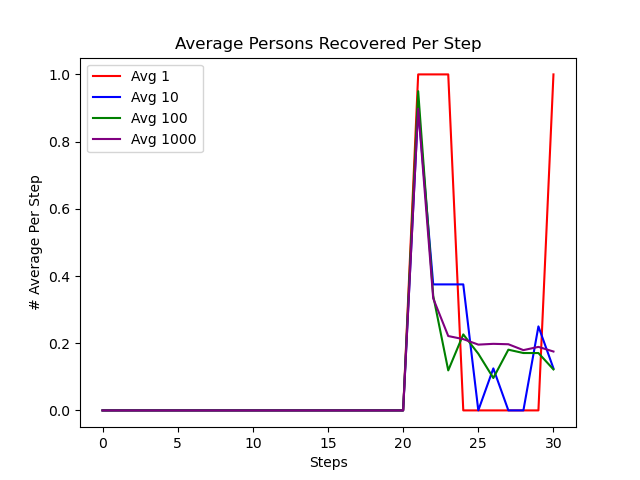 Average Persons Recovered Per Step
1.0
0.8
0.6
0.4
0.2
0.0
# Average Per Step
Avg 1
Avg 10
Avg 100
Avg 1000
0 5 10 15 20 25 30
Steps